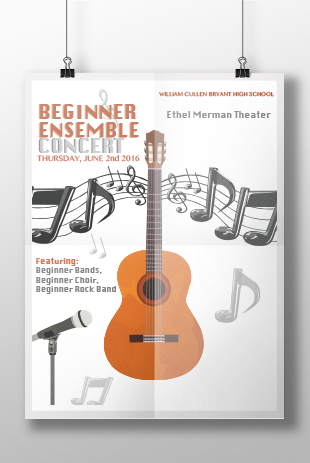 WILLIAM CULLEN BRYANT HIGH SCHOOL
BEGINNER
ENSEMBLE
CONCERT
THURSDAY, JUNE 2nd 2016
Ethel Merman Theater
Featuring:
Beginner Bands,
Beginner Choir,
Beginner Rock Band